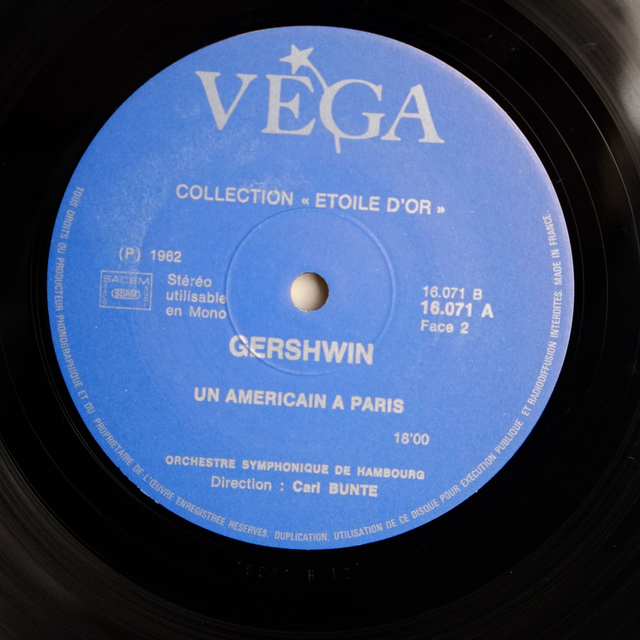 VEGA
COLLECTION « ETOILE D'OR »
(P) 1962
SACEM
SDRM
Stéréo
utilisable
en Mono
16.071 B
16.071 A
Face 2
GERSHWIN
UN AMERICAIN A PARIS
18'00
ORCHESTRE SYMPHONIQUE DE HAMBOURG
Direction : Carl BUNTE
TOUS DROITS DU PRODUCTEUR PHONOGRAPHIQUE ET DU PROPRIETAIRE DE L'ŒUVRE ENREGISTREE RESERVES. DUPLICATION, UTILISATION DE CE DISQUE POUR EXECUTION PUBLIQUE ET RADIODIFFUSION INTERDITES. MADE IN FRANCE.